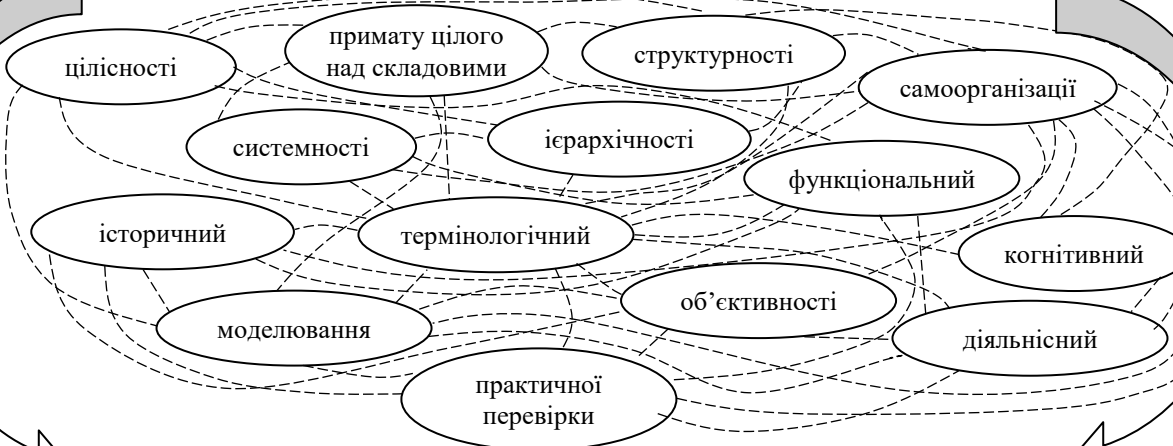 цілісності
примату цілого
над складовими
структурності
самоорганізації
системності
ієрархічності
функціональний
історичний
термінологічний
когнітивний
моделювання
об’єктивності
діяльнісний
практичної
перевірки